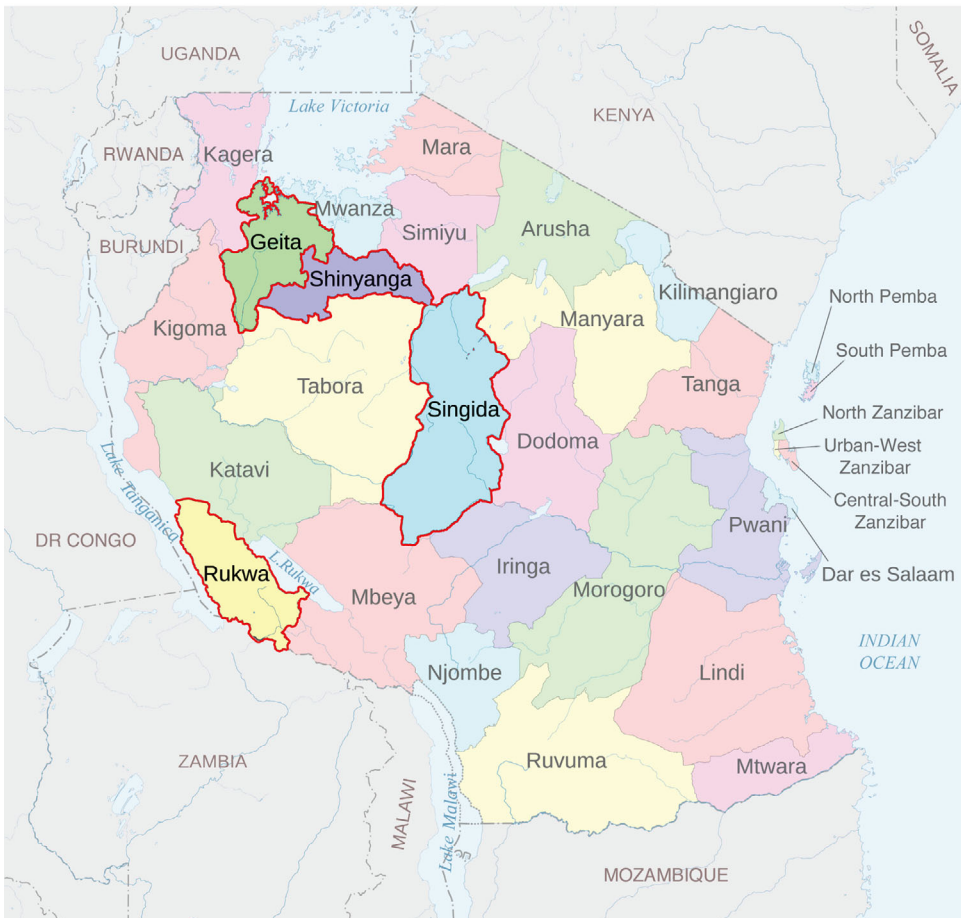 UGANDA
SOMALIA
Lake Victoria
KENYA
RWANDA
Kagera
Mara
Mwanza
BURUNDI
Geita
Simiyu
Arusha
Shinyanga
Kilimangiaro
North Pemba
Kigoma
Manyara
South Pemba
Tabora
Tanga
Singida
North Zanzibar
Dodoma
Urban-West
Zanzibar
Katavi
Lake Tanganica
Central-South
Zanzibar
Pwani
DR CONGO
Rukwa
L.Rukwa
Iringa
Dar es Salaam
Mbeya
Morogoro
INDIAN
OCEAN
Njombe
Lindi
ZAMBIA
Ruvuma
Mtwara
MALAWI
Lake Malawi
MOZAMBIQUE